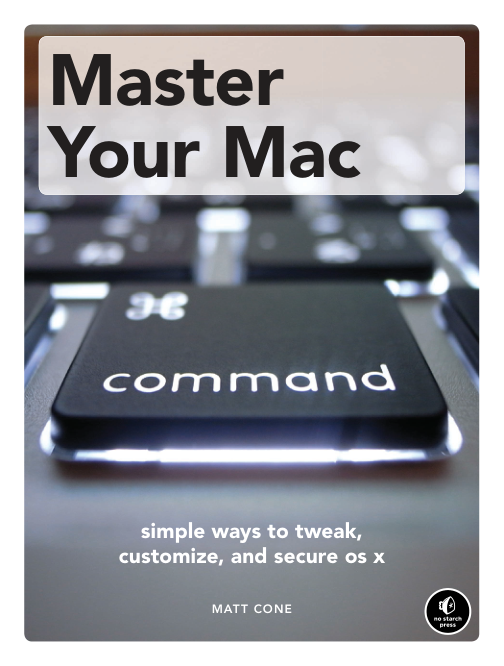 Master
Your Mac
⌘
command
simple ways to tweak,
customize, and secure os x
MATT CONE
no starch
press